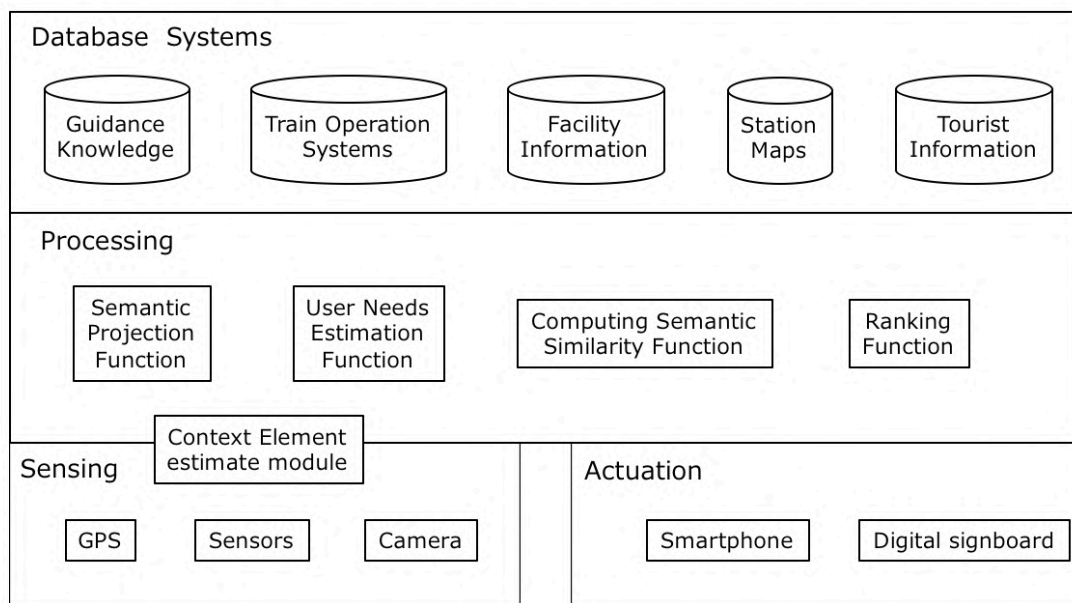 Database Systems
Guidance
Knowledge
Train Operation
Systems
Facility
Information
Station
Maps
Tourist
Information
Processing
Semantic
Projection
Function
User Needs
Estimation
Function
Computing Semantic
Similarity Function
Ranking
Function
Context Element
estimate module
Sensing
GPS
Sensors
Camera
Actuation
Smartphone
Digital signboard